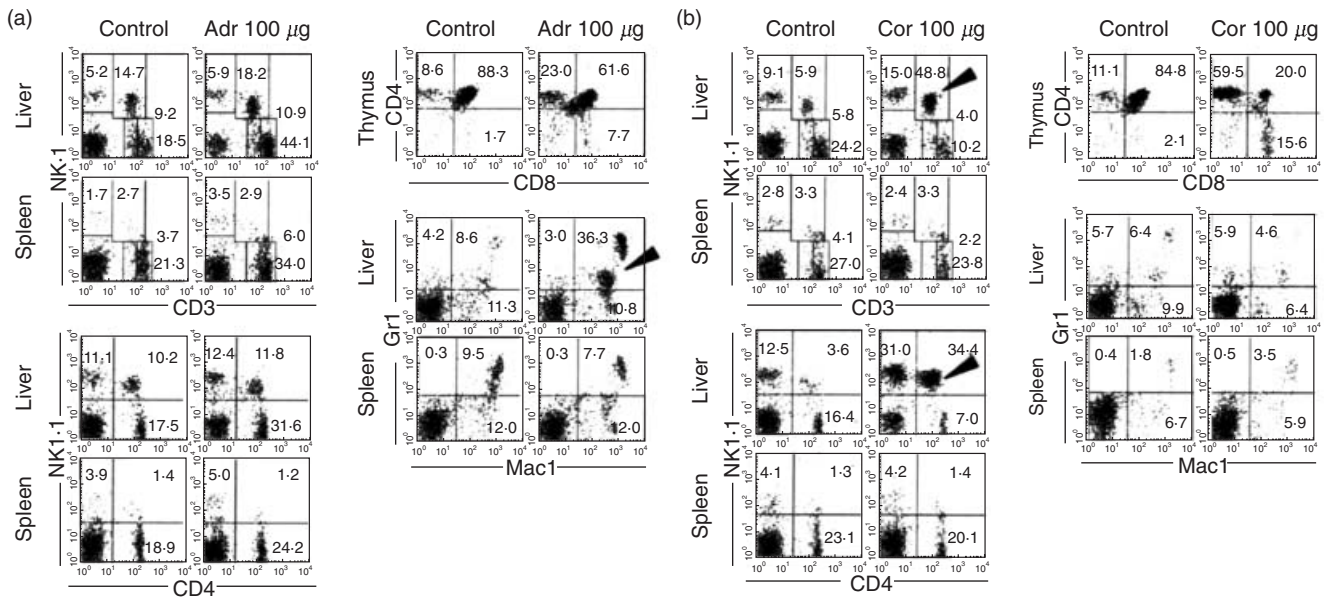 (a)
Control
Adr 100 µg
Liver
5·2 14·7
9·2
18·5
5·9 18·2
10·9
44·1
NK·1
Spleen
1·7 2·7
3·7
21·3
3·5 2·9
6·0
34·0
CD3
Liver
11·1 10·2
17·5
12·4 11·8
31·6
NK1·1
Spleen
3·9 1·4
18·9
5·0 1·2
24·2
CD4
Control
Adr 100 µg
Thymus
CD4
8·6 88·3
1·7
23·0 61·6
7·7
CD8
Liver
4·2 8·6
11·3
3·0 36·3
10·8
Gr1
Spleen
0·3 9·5
12·0
0·3 7·7
12·0
Mac1
(b)
Control
Cor 100 µg
Liver
9·1 5·9
5·8
24·2
15·0 48·8
4·0
10·2
NK1·1
Spleen
2·8 3·3
4·1
27·0
2·4 3·3
2·2
23·8
CD3
Liver
12·5 3·6
16·4
31·0 34·4
7·0
NK1·1
Spleen
4·1 1·3
23·1
4·2 1·4
20·1
CD4
Control
Cor 100 µg
Thymus
CD4
11·1 84·8
2·1
59·5 20·0
15·6
CD8
Liver
5·7 6·4
9·9
5·9 4·6
6·4
Gr1
Spleen
0·4 1·8
6·7
0·5 3·5
5·9
Mac1